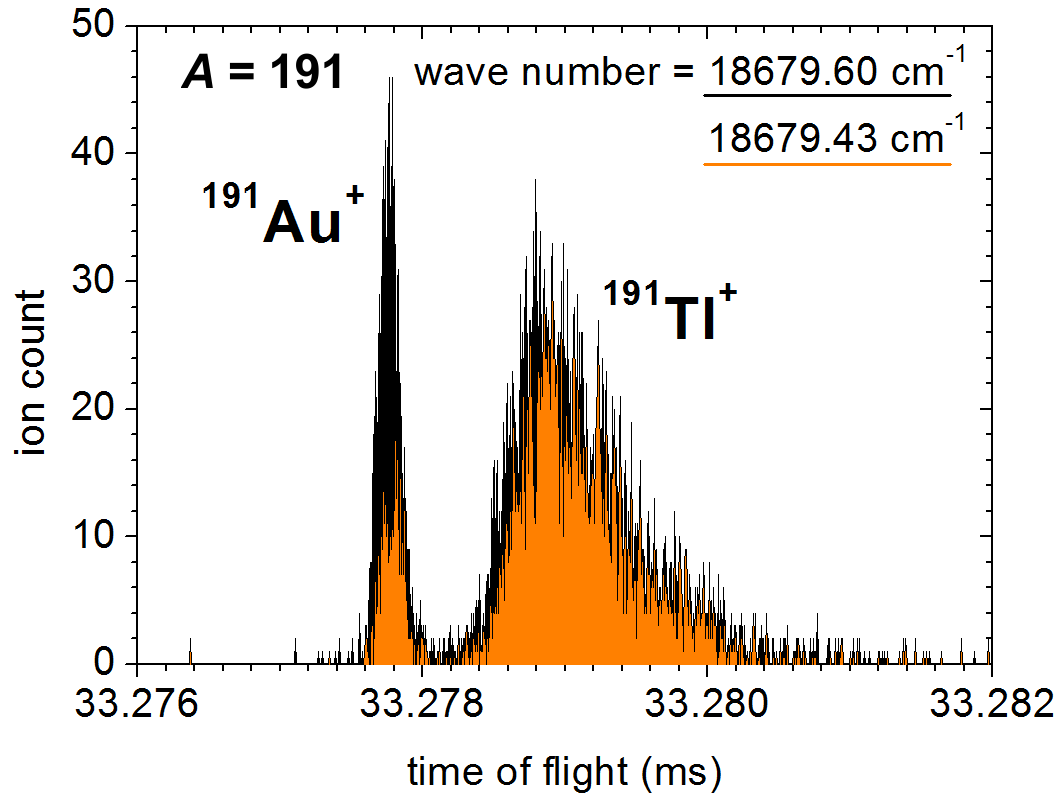 50
A = 191
wave number = 18679.60 cm⁻¹
18679.43 cm⁻¹
40
¹⁹¹Au⁺
30
¹⁹¹Tl⁺
ion count
20
10
0
33.276 33.278 33.280 33.282
time of flight (ms)